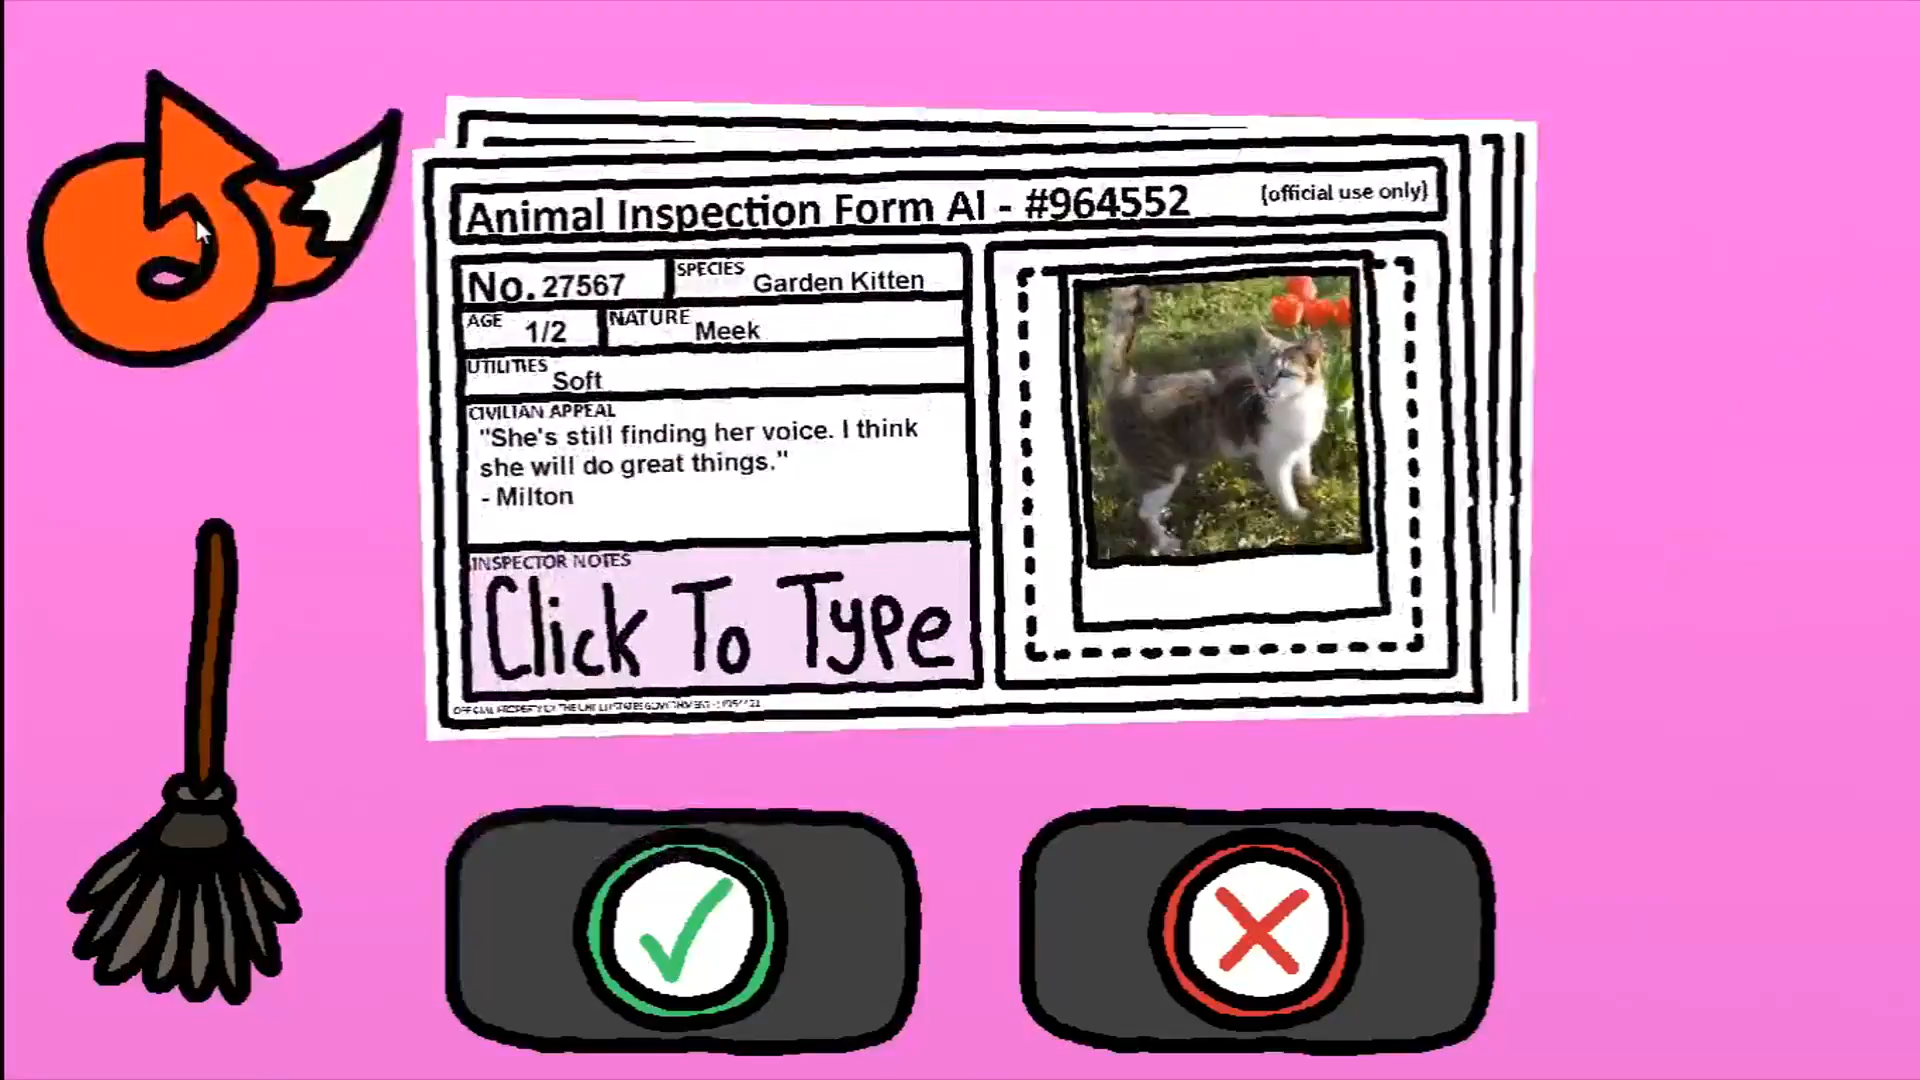 Animal Inspection Form AI - #964552
(official use only)
No. 27567
SPECIES Garden Kitten
AGE 1/2
NATURE Meek
UTILITIES Soft
CIVILIAN APPEAL
"She's still finding her voice. I think
she will do great things."
- Milton
INSPECTOR NOTES
Click To Type